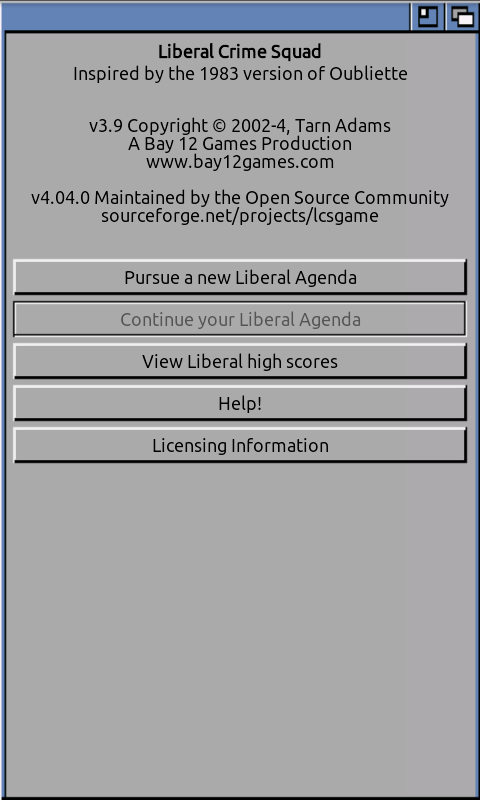 Liberal Crime Squad
Inspired by the 1983 version of Oubliette
v3.9 Copyright © 2002-4, Tarn Adams
A Bay 12 Games Production
www.bay12games.com
v4.04.0 Maintained by the Open Source Community
sourceforge.net/projects/lcsgame
Pursue a new Liberal Agenda
Continue your Liberal Agenda
View Liberal high scores
Help!
Licensing Information